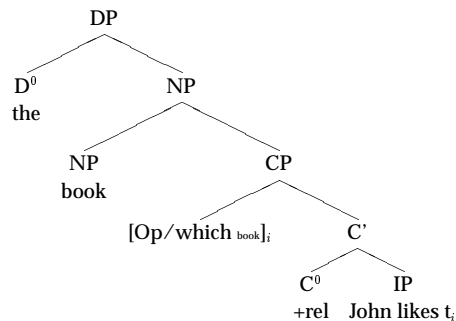 DP
D⁰ NP
the
NP CP
book
[Op/which book]i C'
C⁰ IP
+rel John likes ti